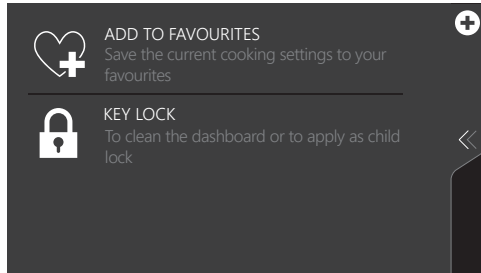 ADD TO FAVOURITES
Save the current cooking settings to your
favourites
KEY LOCK
To clean the dashboard or to apply as child
lock